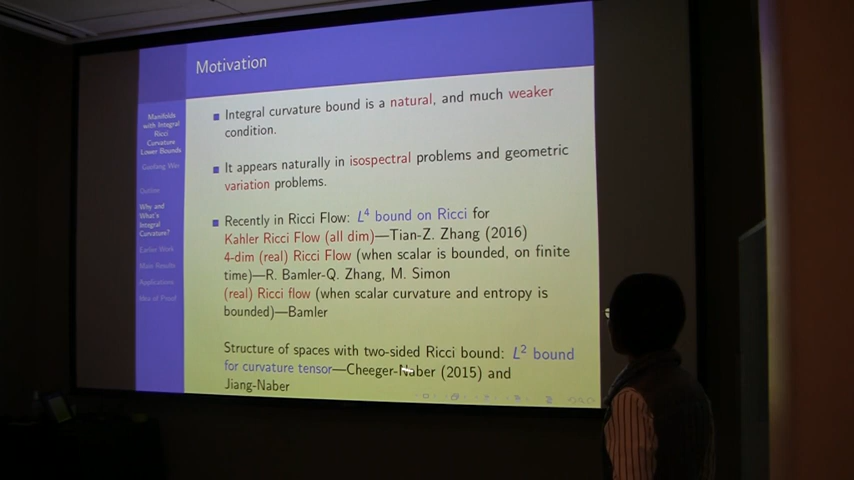 Motivation
Manifolds
with Integral
Ricci
Curvature
Lower Bounds
Guofang Wei
Outline
Why and
What's
Integral
Curvature?
Earlier Work
Main Results
Applications
Idea of Proof
Integral curvature bound is a natural, and much weaker
condition.
It appears naturally in isospectral problems and geometric
variation problems.
Recently in Ricci Flow: L⁴ bound on Ricci for
Kahler Ricci Flow (all dim)—Tian-Z. Zhang (2016)
4-dim (real) Ricci Flow (when scalar is bounded, on finite
time)—R. Bamler-Q. Zhang, M. Simon
(real) Ricci flow (when scalar curvature and entropy is
bounded)—Bamler
Structure of spaces with two-sided Ricci bound: L² bound
for curvature tensor—Cheeger-Naber (2015) and
Jiang-Naber